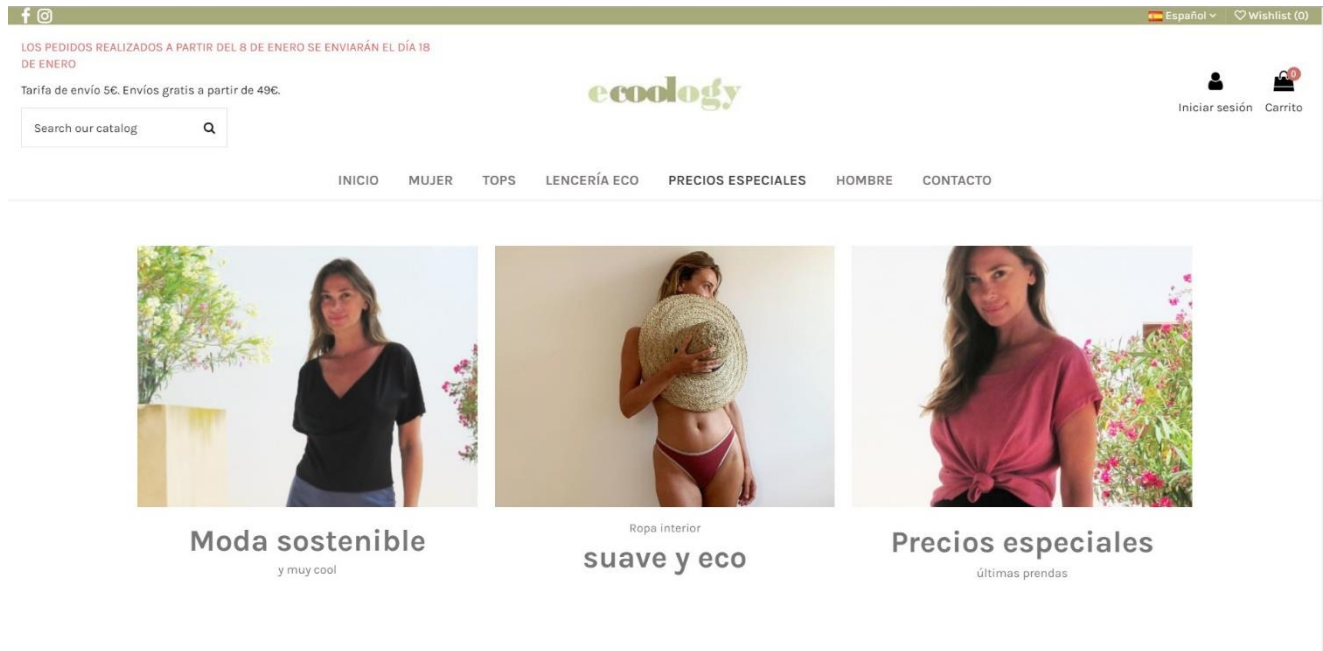 Español
Wishlist (0)
LOS PEDIDOS REALIZADOS A PARTIR DEL 8 DE ENERO SE ENVIARÁN EL DÍA 18
DE ENERO
Tarifa de envío 5€. Envíos gratis a partir de 49€.
Search our catalog
ecoology
0
Iniciar sesión
Carrito
INICIO
MUJER
TOPS
LENCERÍA ECO
PRECIOS ESPECIALES
HOMBRE
CONTACTO
Moda sostenible
y muy cool
Ropa interior
suave y eco
Precios especiales
últimas prendas